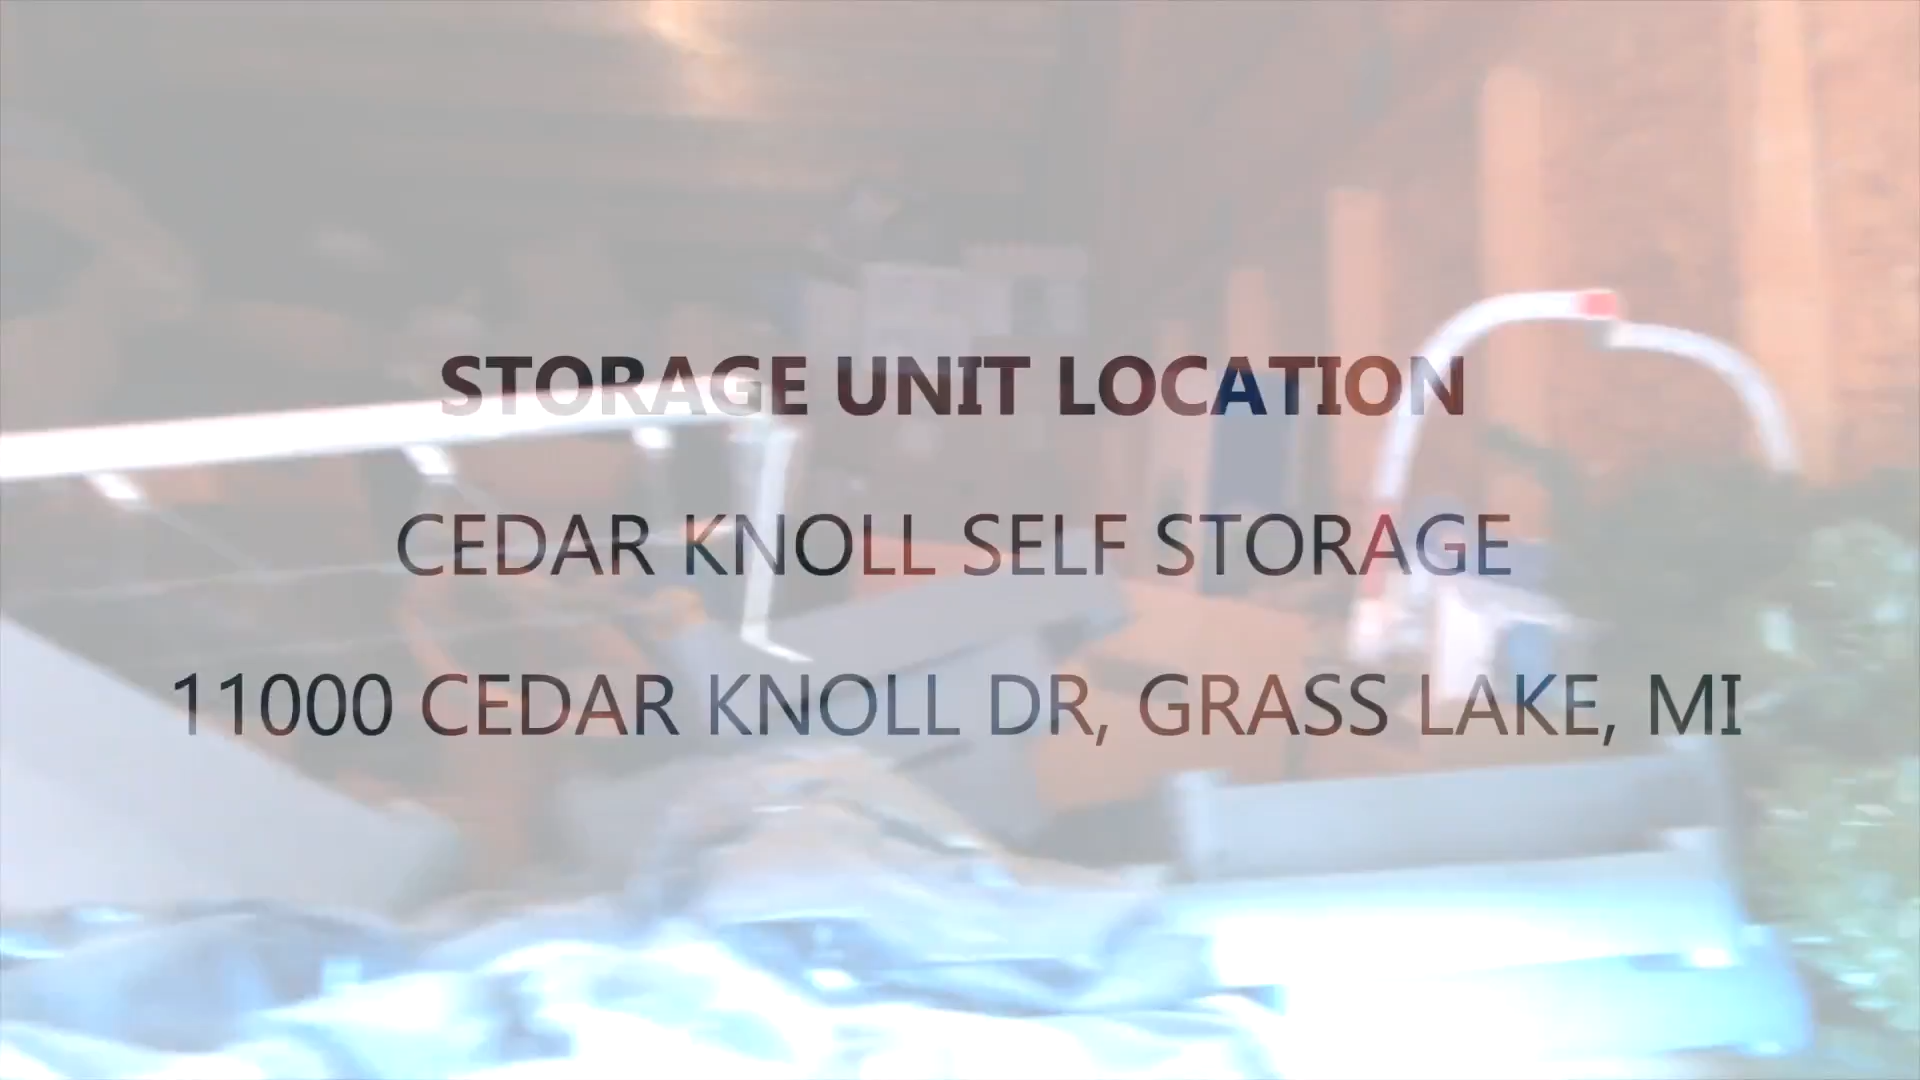 STORAGE UNIT LOCATION
CEDAR KNOLL SELF STORAGE
11000 CEDAR KNOLL DR, GRASS LAKE, MI